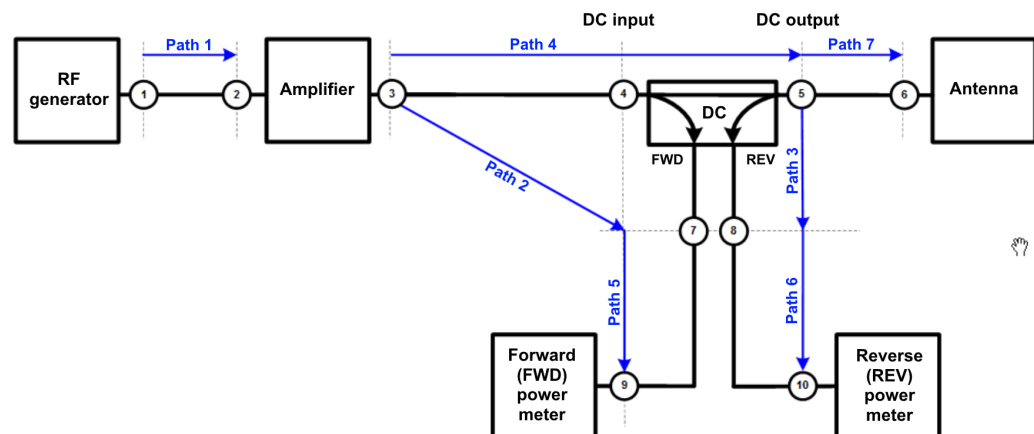 DC input
DC output
Path 1
Path 4
Path 7
RF
generator
1
2
Amplifier
3
4
DC
5
6
Antenna
FWD
REV
Path 2
Path 3
7
8
Path 5
Path 6
Forward
(FWD)
power
meter
9
10
Reverse
(REV)
power
meter